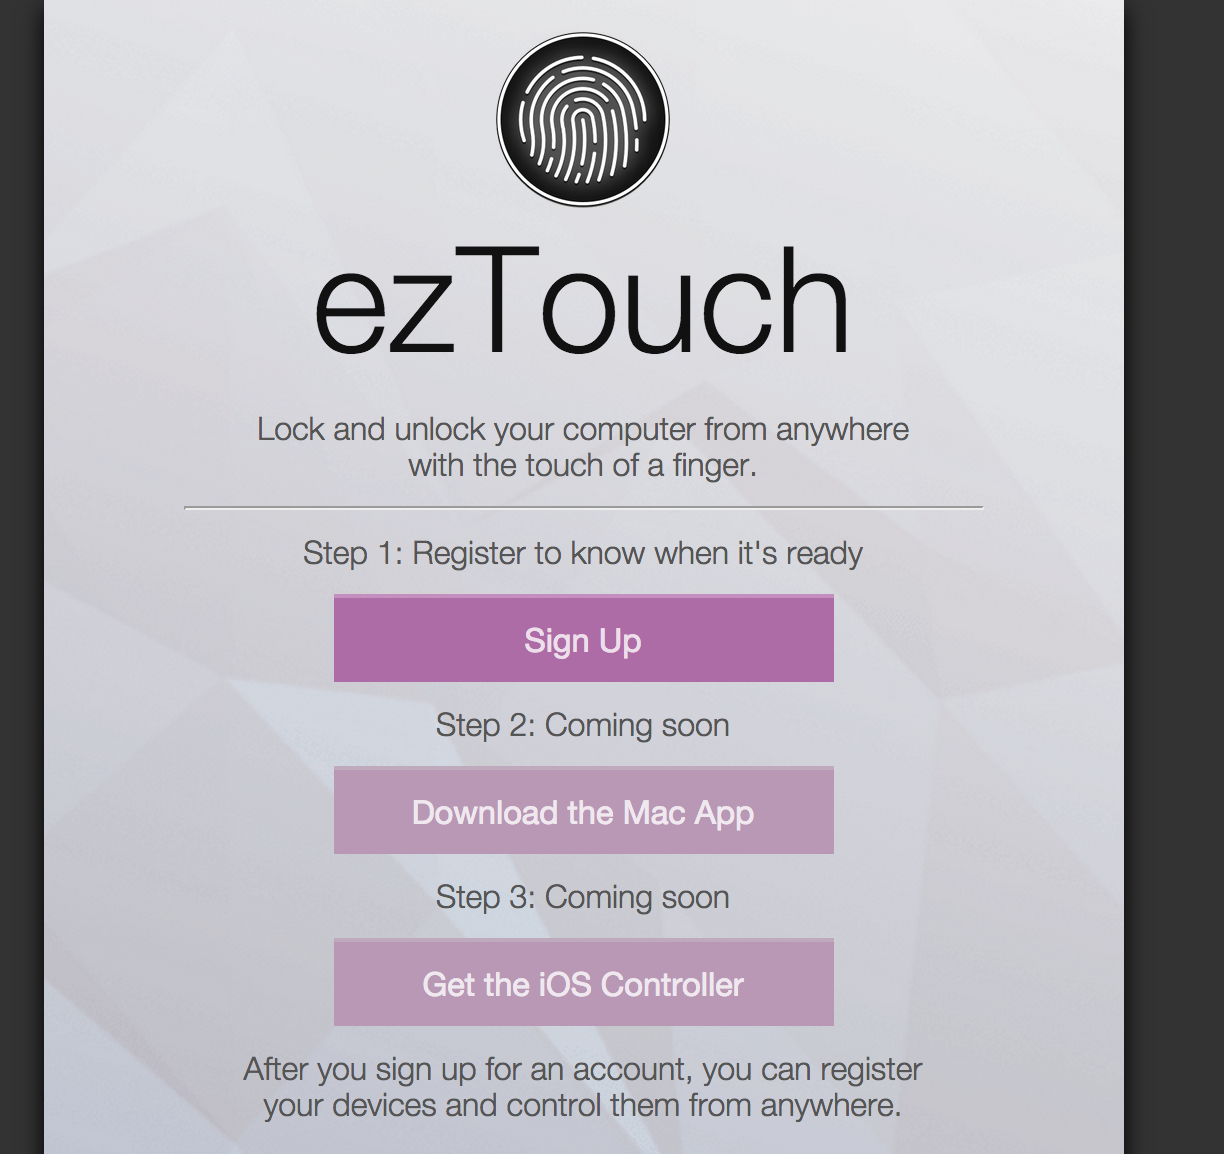 ezTouch
Lock and unlock your computer from anywhere
with the touch of a finger.
Step 1: Register to know when it's ready
Sign Up
Step 2: Coming soon
Download the Mac App
Step 3: Coming soon
Get the iOS Controller
After you sign up for an account, you can register
your devices and control them from anywhere.